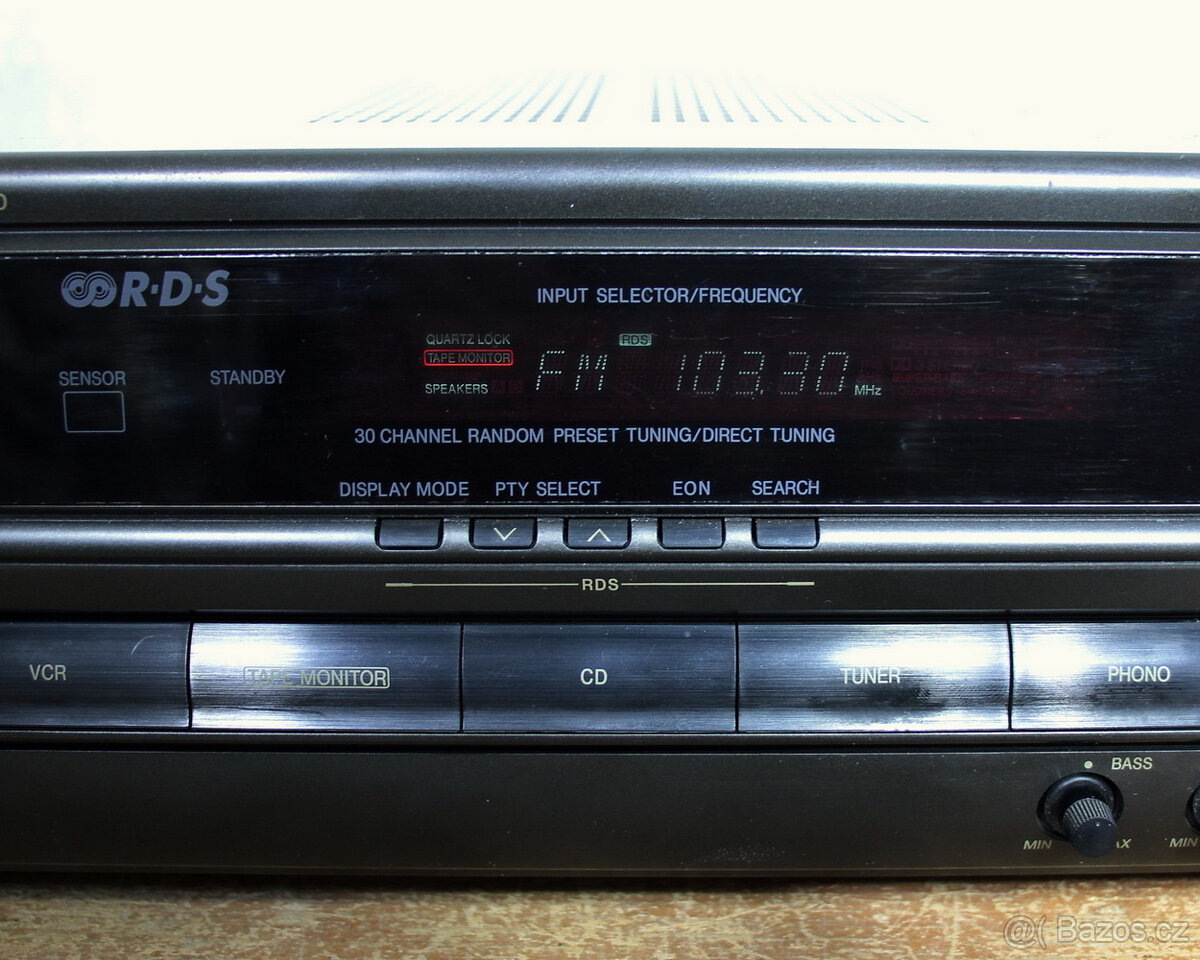 R·D·S
INPUT SELECTOR/FREQUENCY
QUARTZ LOCK
RDS
TAPE MONITOR
FM 103.30 MHz
SPEAKERS
SENSOR
STANDBY
30 CHANNEL RANDOM PRESET TUNING/DIRECT TUNING
DISPLAY MODE PTY SELECT EON SEARCH
RDS
VCR TAPE MONITOR CD TUNER PHONO
BASS
MIN AX MIN
@( Bazos.cz